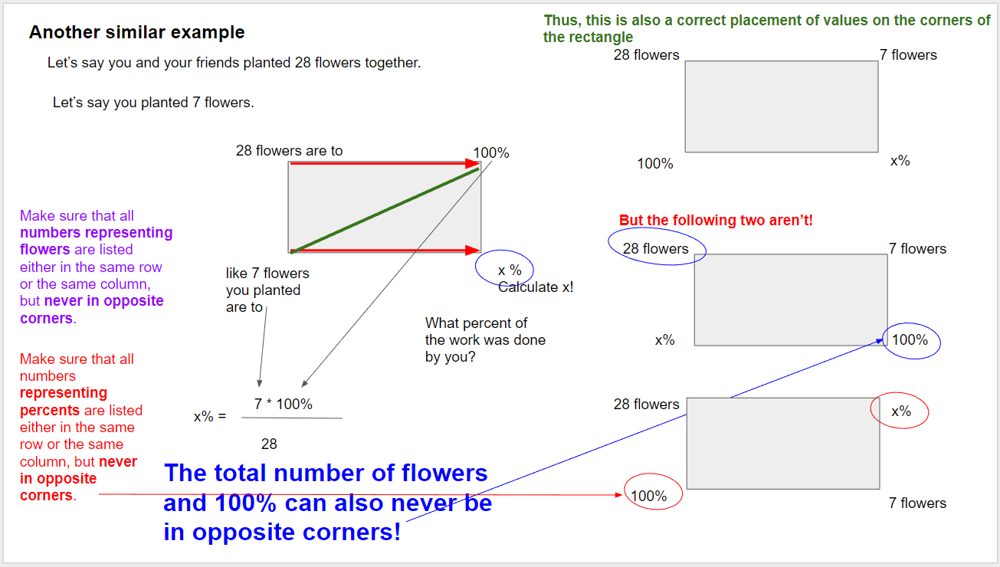 Another similar example
Let's say you and your friends planted 28 flowers together.
Let's say you planted 7 flowers.
28 flowers are to
100%
like 7 flowers
you planted
are to
x %
Calculate x!
What percent of
the work was done
by you?
Make sure that all
numbers representing
flowers are listed
either in the same row
or the same column,
but never in opposite
corners.
Make sure that all
numbers
representing
percents are listed
either in the same
row or the same
column, but never
in opposite
corners.
x% =
7 * 100%
28
The total number of flowers
and 100% can also never be
in opposite corners!
Thus, this is also a correct placement of values on the corners of
the rectangle
28 flowers
7 flowers
100%
x%
But the following two aren't!
28 flowers
7 flowers
x%
100%
28 flowers
x%
100%
7 flowers